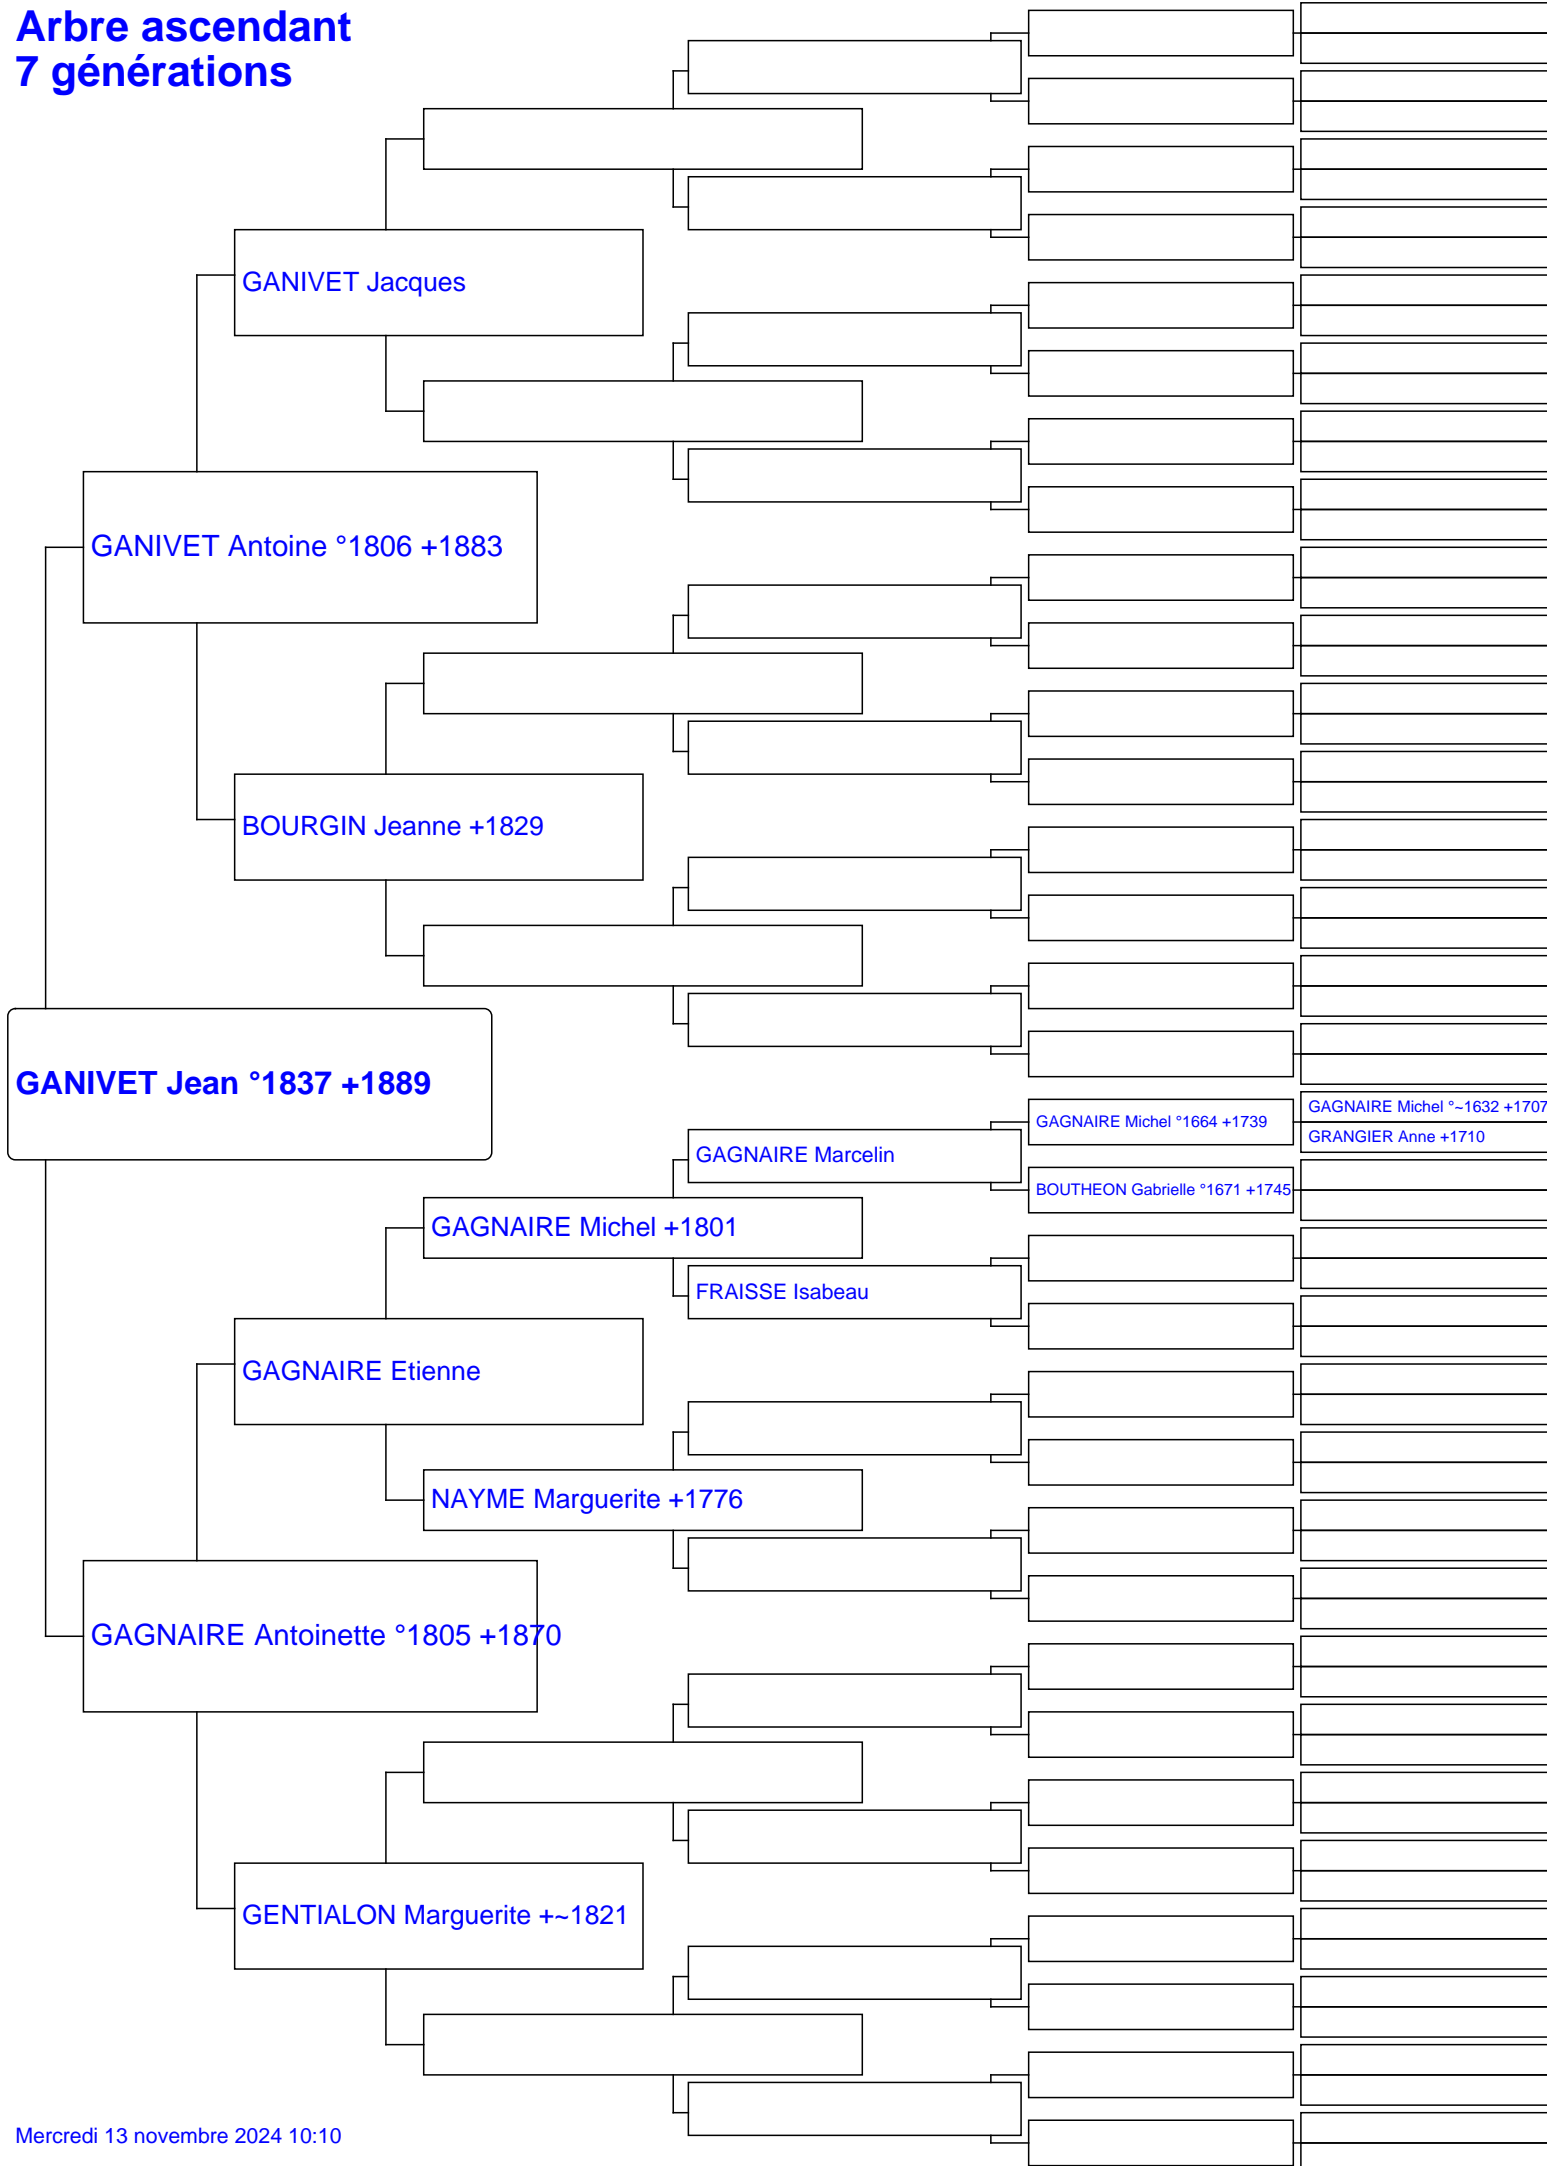 Arbre ascendant
7 générations
GANIVET Jacques
GANIVET Antoine °1806 +1883
BOURGIN Jeanne +1829
GANIVET Jean °1837 +1889
GAGNAIRE Michel °~1632 +1707
GAGNAIRE Michel °1664 +1739
GRANGIER Anne +1710
GAGNAIRE Marcelin
BOUTHEON Gabrielle °1671 +1745
GAGNAIRE Michel +1801
FRAISSE Isabeau
GAGNAIRE Etienne
NAYME Marguerite +1776
GAGNAIRE Antoinette °1805 +1870
GENTIALON Marguerite +~1821
Mercredi 13 novembre 2024 10:10